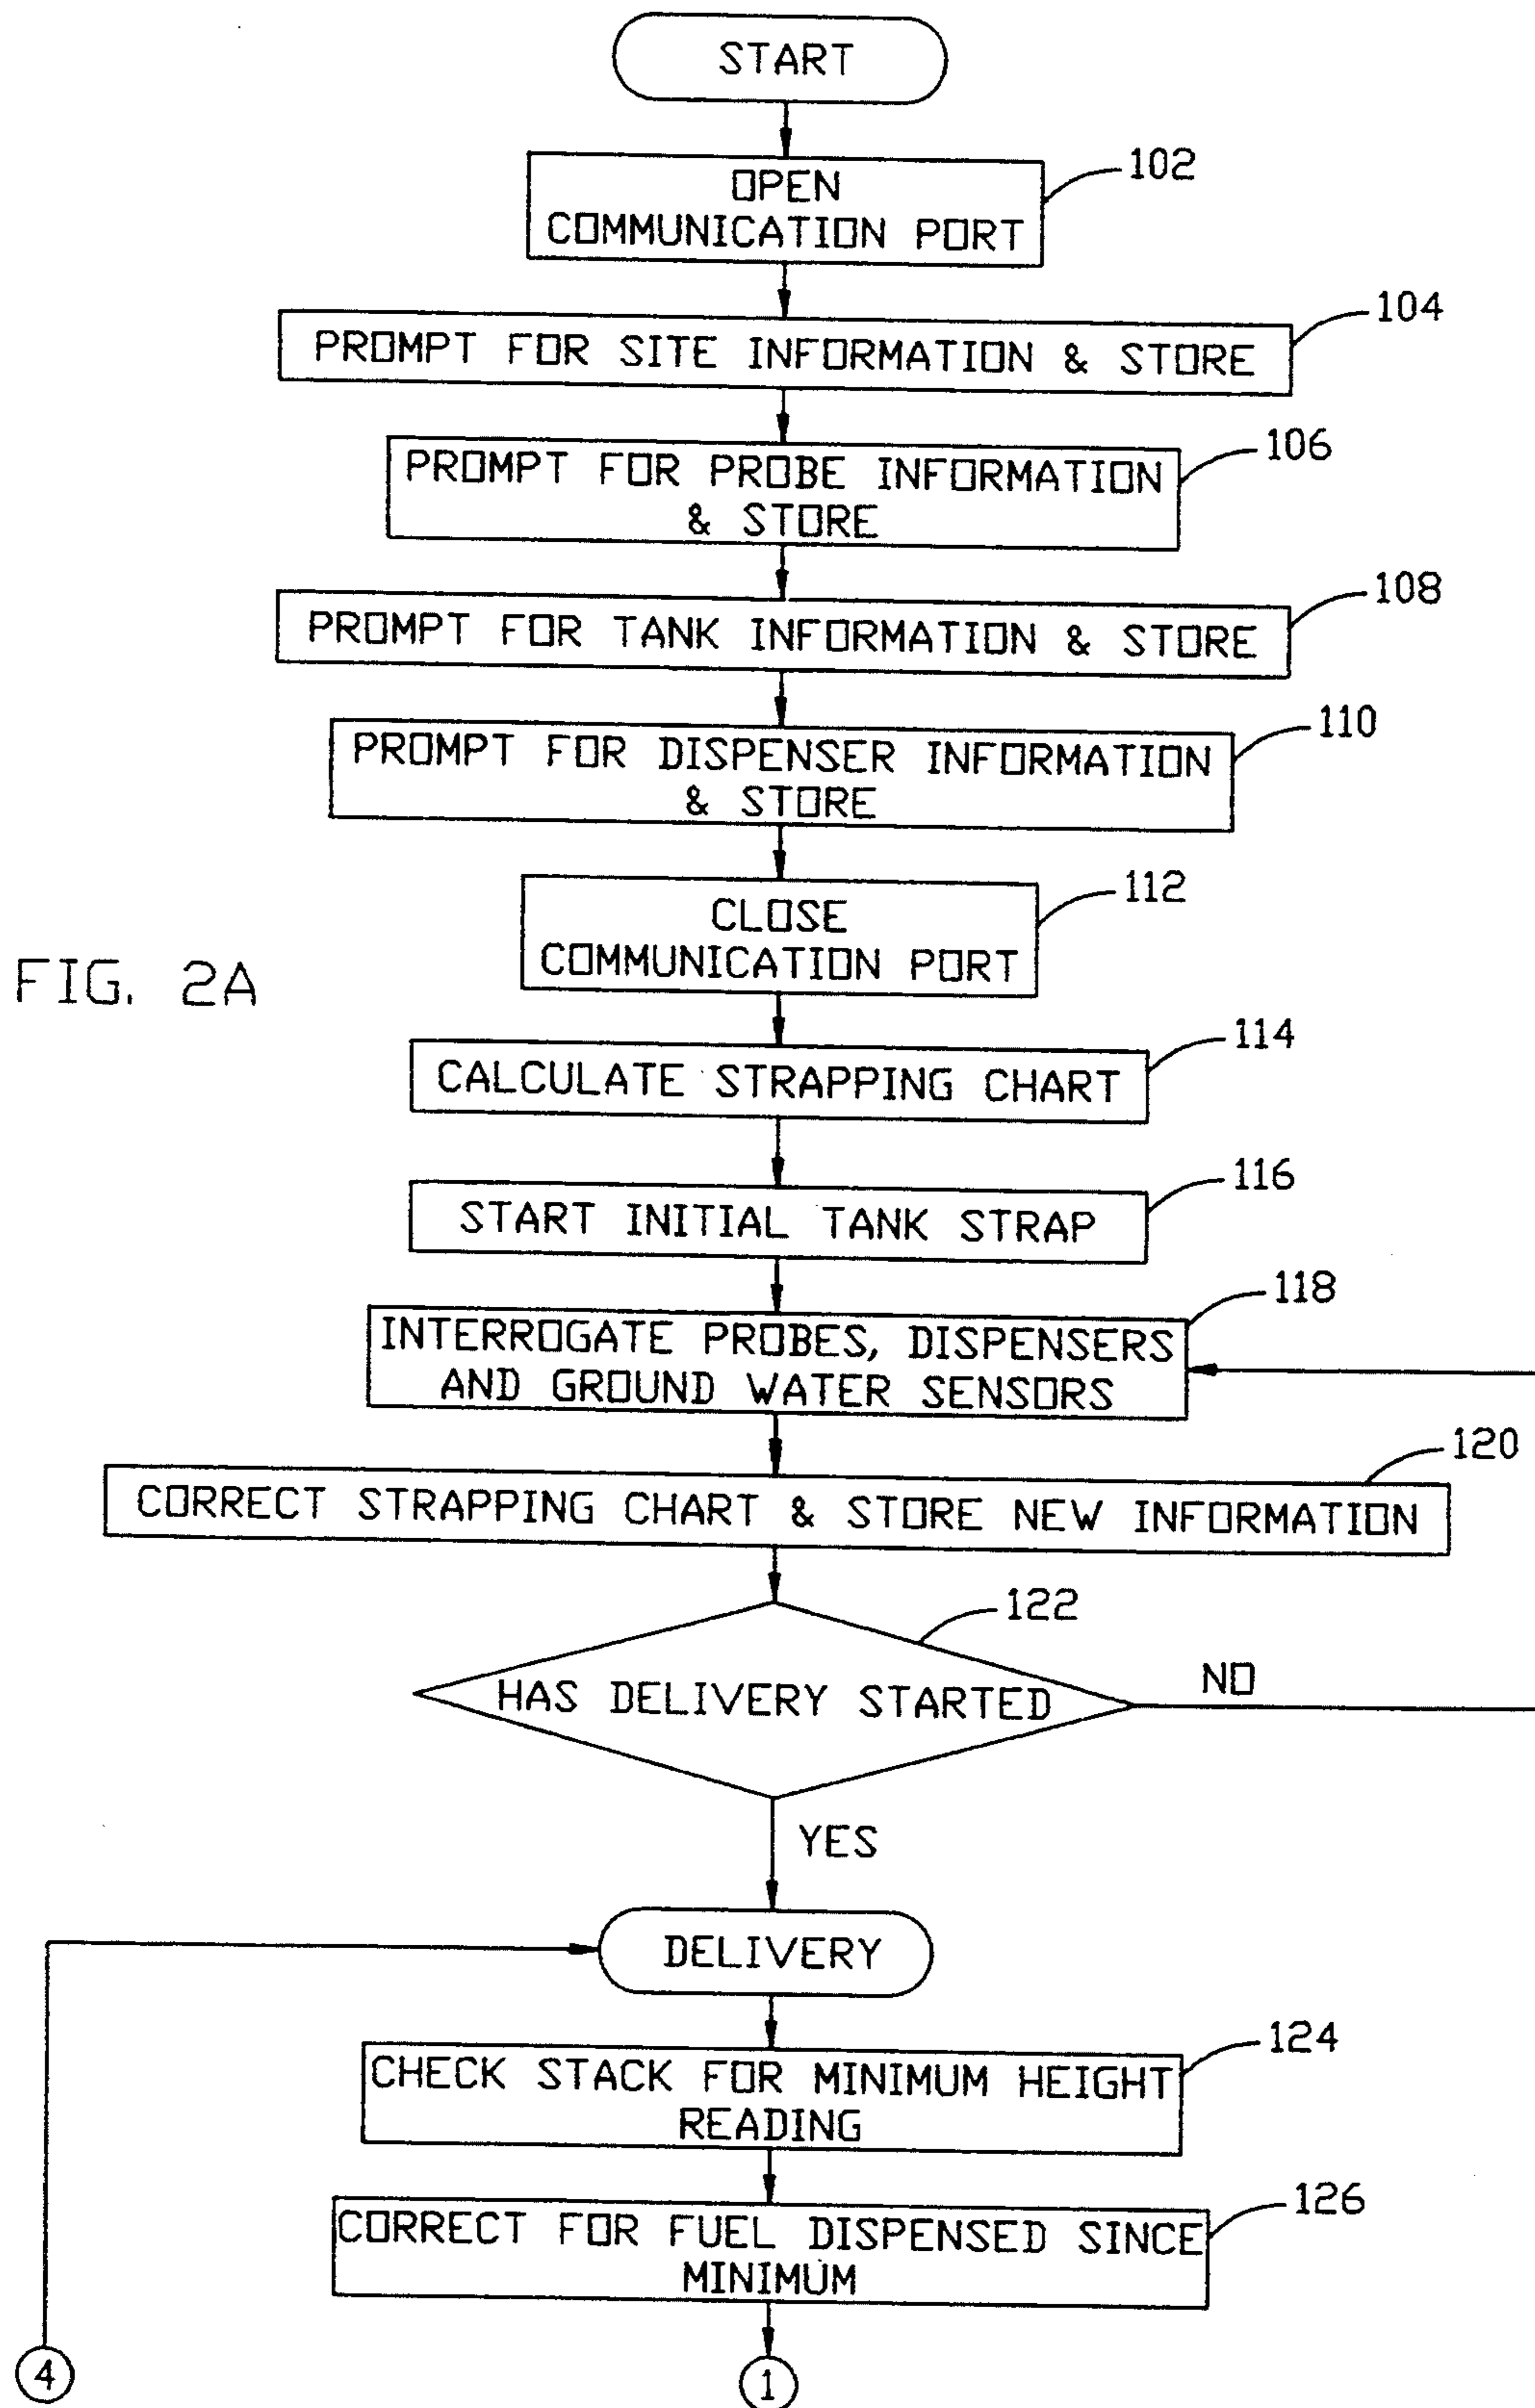 START
102
OPEN
COMMUNICATION PORT
104
PROMPT FOR SITE INFORMATION & STORE
106
PROMPT FOR PROBE INFORMATION
& STORE
108
PROMPT FOR TANK INFORMATION & STORE
110
PROMPT FOR DISPENSER INFORMATION
& STORE
112
CLOSE
COMMUNICATION PORT
FIG. 2A
114
CALCULATE STRAPPING CHART
116
START INITIAL TANK STRAP
118
INTERROGATE PROBES, DISPENSERS
AND GROUND WATER SENSORS
120
CORRECT STRAPPING CHART & STORE NEW INFORMATION
122
HAS DELIVERY STARTED
NO
YES
DELIVERY
124
CHECK STACK FOR MINIMUM HEIGHT
READING
126
CORRECT FOR FUEL DISPENSED SINCE
MINIMUM
4
1